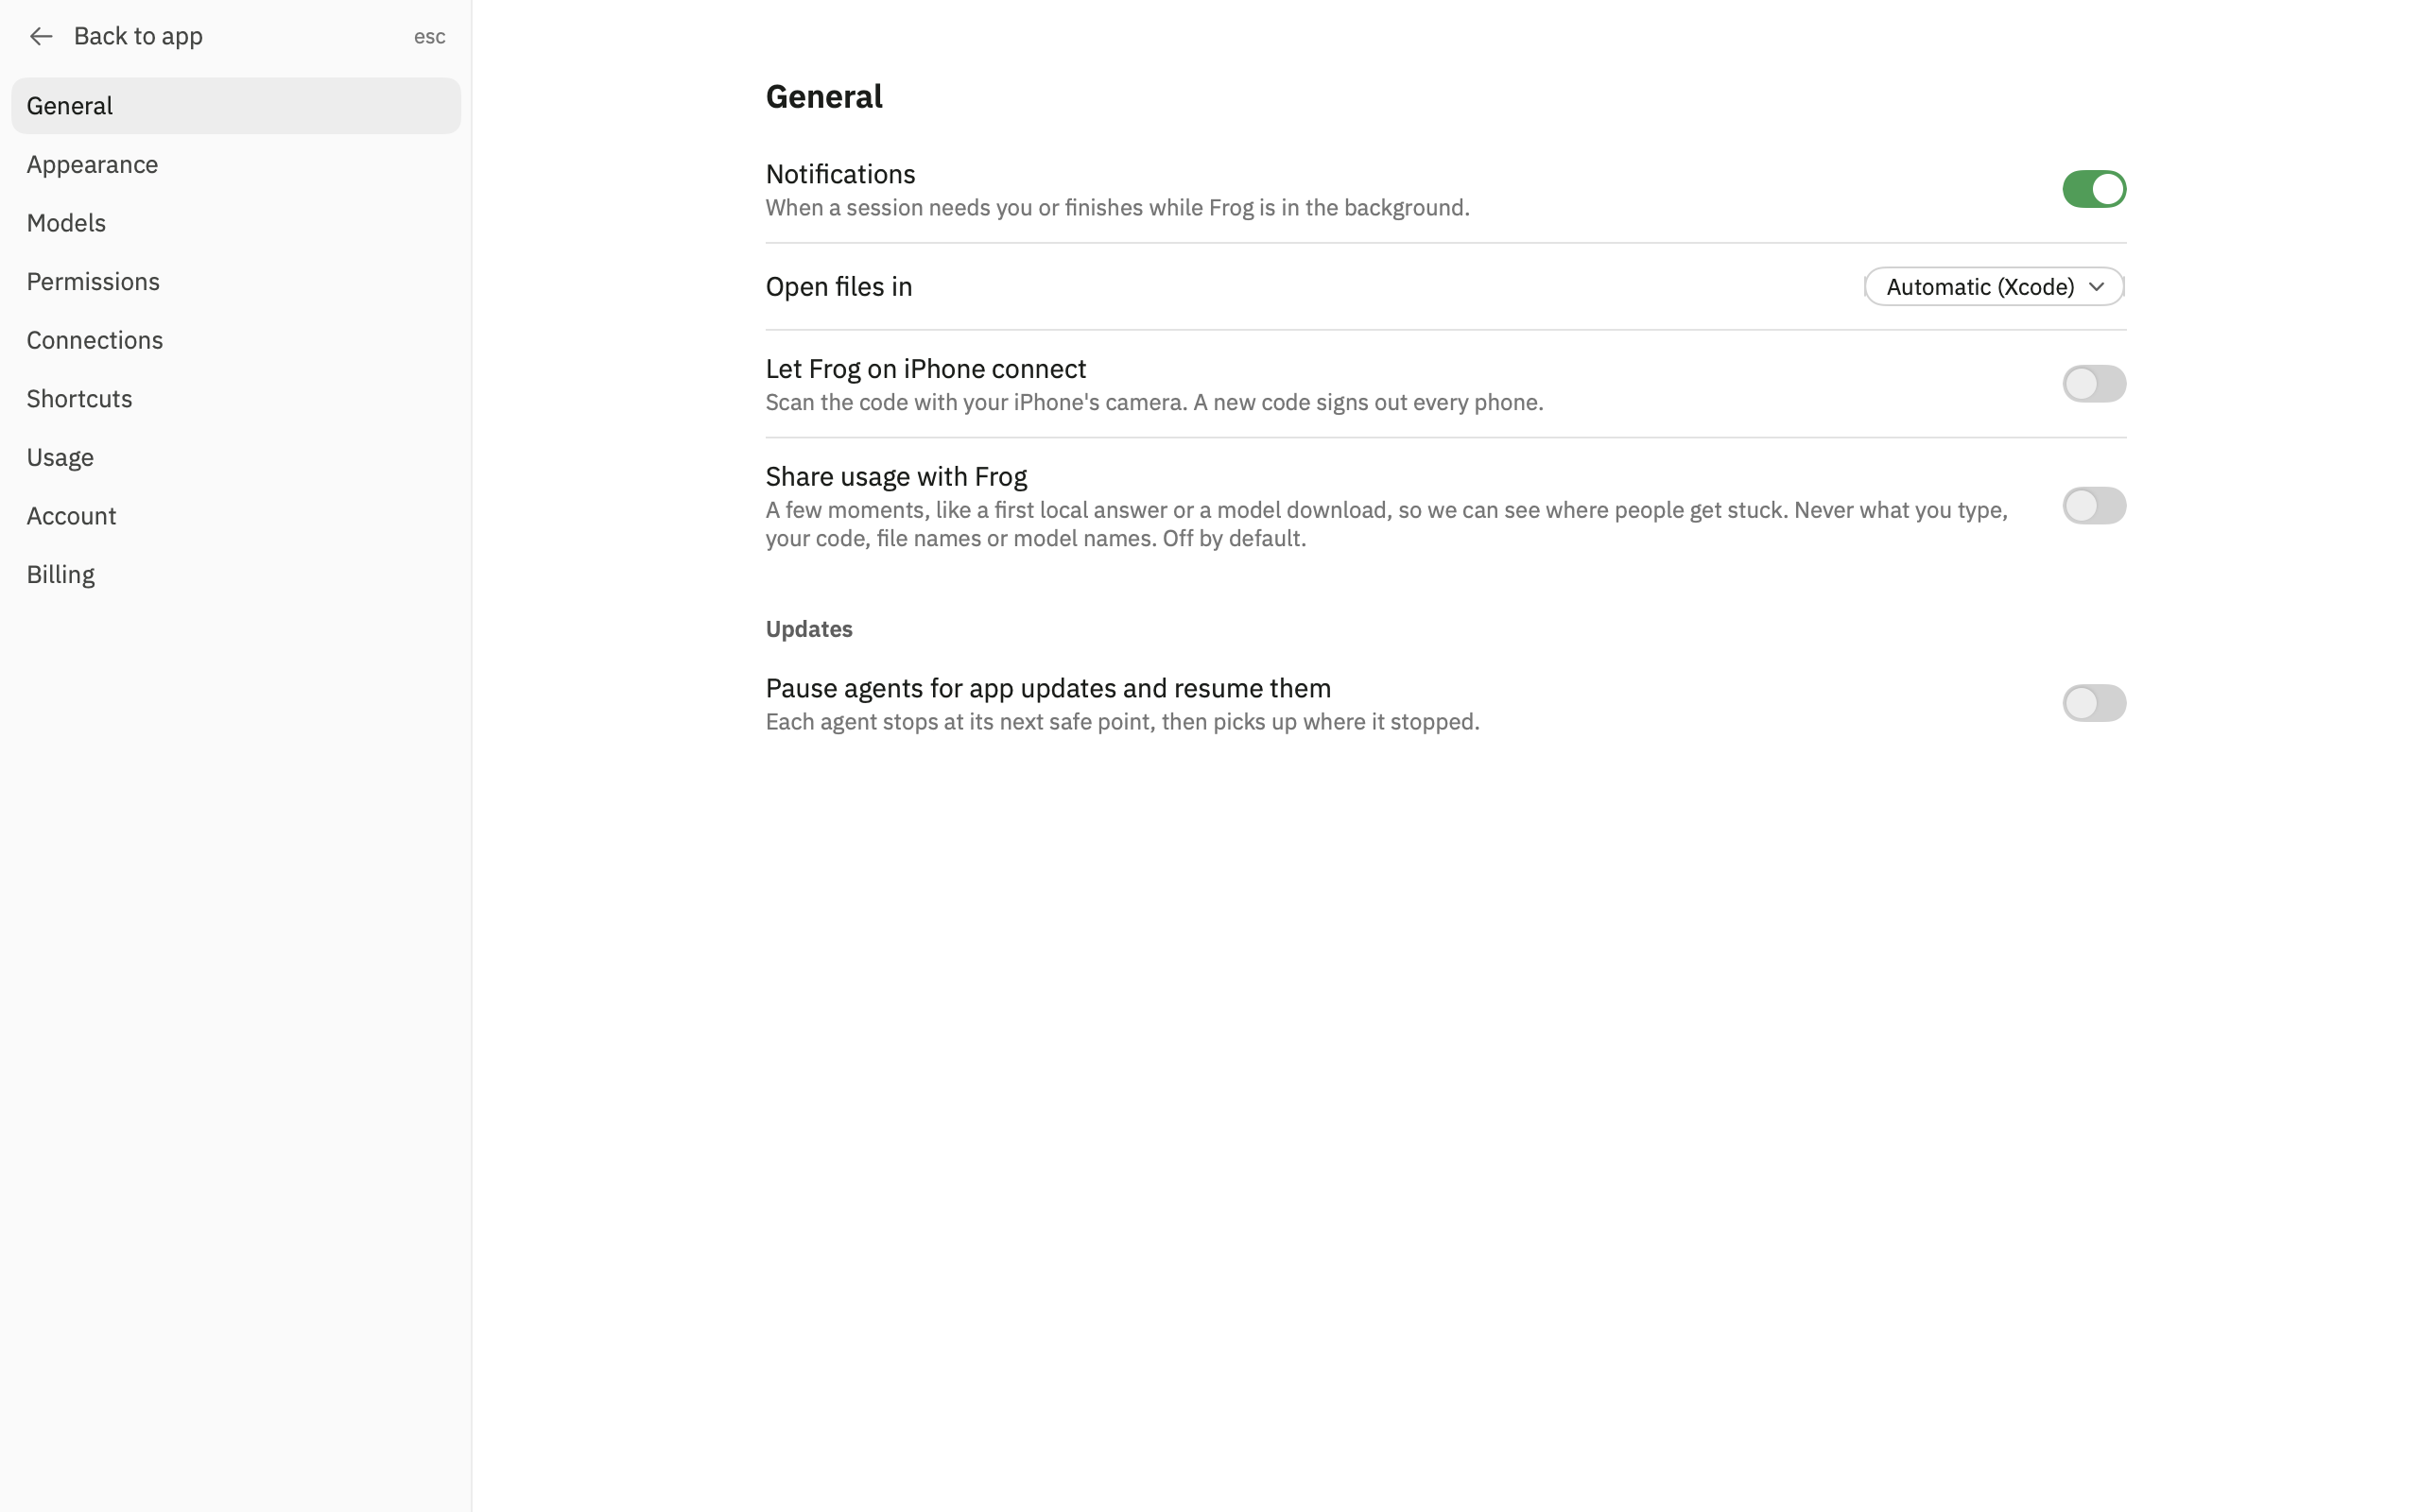 Back to app
esc
General
Appearance
Models
Permissions
Connections
Shortcuts
Usage
Account
Billing
General
Notifications
When a session needs you or finishes while Frog is in the background.
Open files in
Automatic (Xcode)
Let Frog on iPhone connect
Scan the code with your iPhone's camera. A new code signs out every phone.
Share usage with Frog
A few moments, like a first local answer or a model download, so we can see where people get stuck. Never what you type,
your code, file names or model names. Off by default.
Updates
Pause agents for app updates and resume them
Each agent stops at its next safe point, then picks up where it stopped.